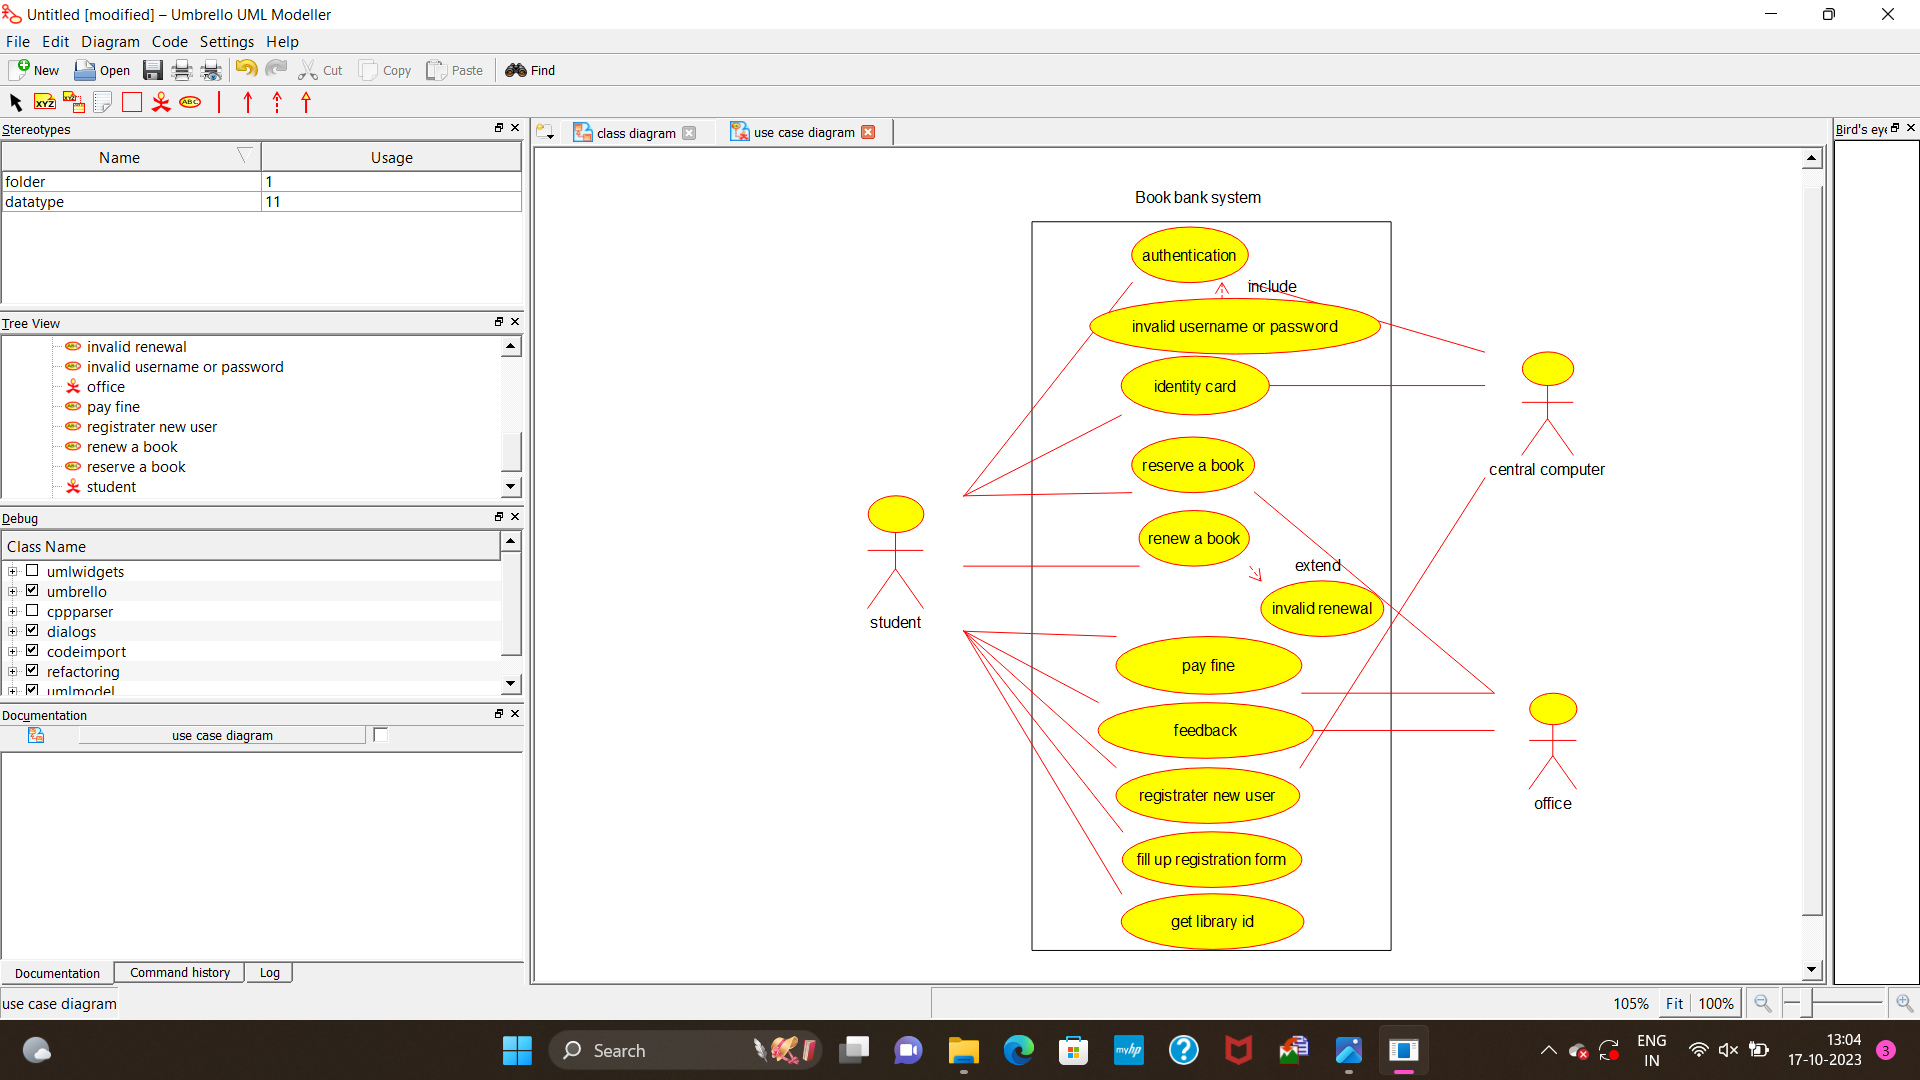 Untitled [modified] – Umbrello UML Modeller
File Edit Diagram Code Settings Help
New Open Cut Copy Paste Find
XYZ XYZ ABC
Stereotypes
Name Usage
folder 1
datatype 11
Tree View
invalid renewal
invalid username or password
office
pay fine
registrater new user
renew a book
reserve a book
student
Debug
Class Name
umlwidgets
umbrello
cppparser
dialogs
codeimport
refactoring
umlmodel
Documentation
use case diagram
Documentation Command history Log
use case diagram
class diagram use case diagram
Bird's eye
Book bank system
authentication
include
invalid username or password
identity card
central computer
reserve a book
renew a book
extend
invalid renewal
student
pay fine
feedback
registrater new user
office
fill up registration form
get library id
105% Fit 100%
Search
myhp
ENG
IN
13:04
17-10-2023
3